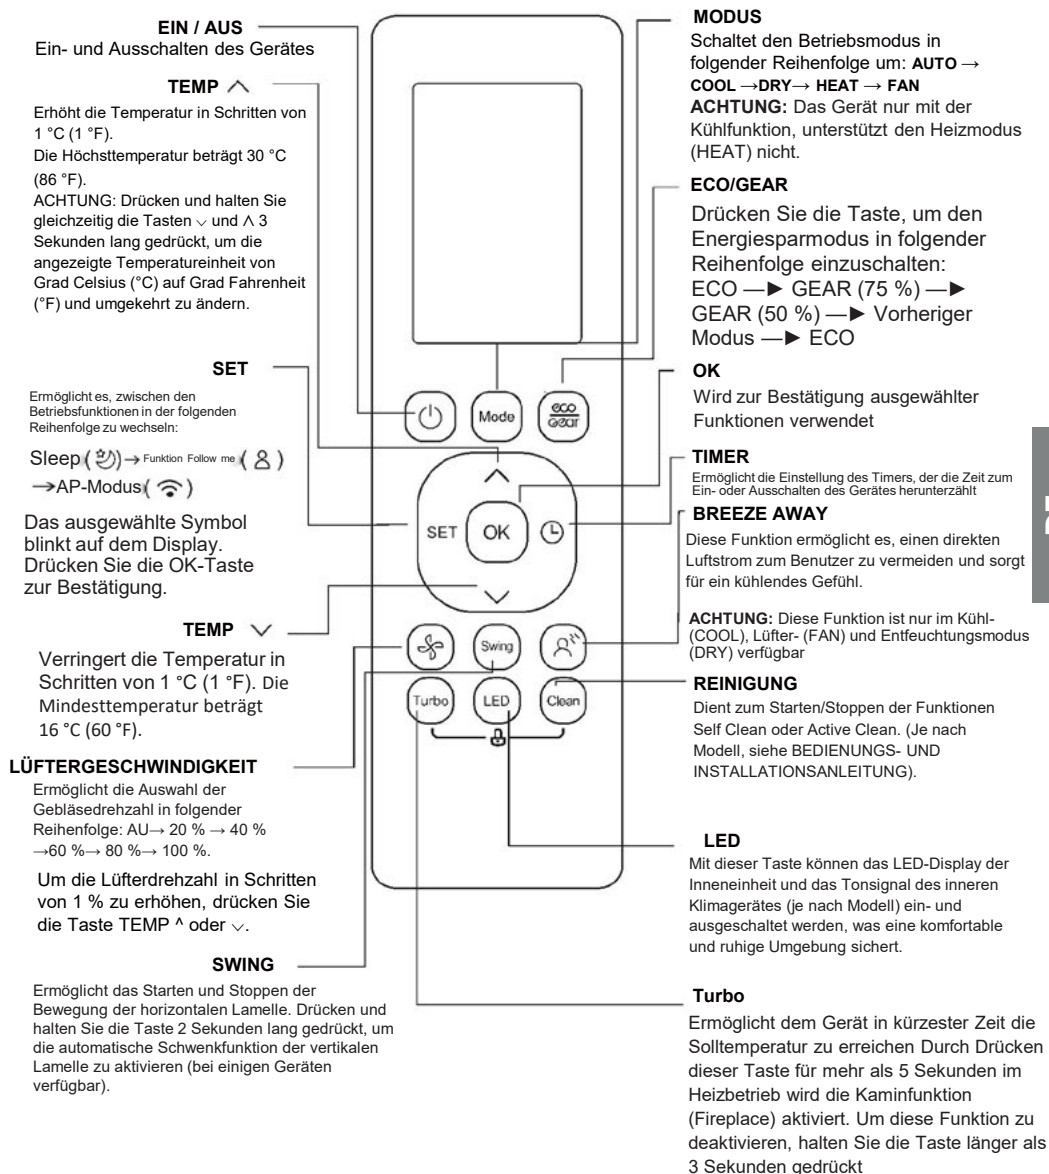 EIN / AUS
Ein- und Ausschalten des Gerätes
TEMP ∧
Erhöht die Temperatur in Schritten von
1 °C (1 °F).
Die Höchsttemperatur beträgt 30 °C
(86 °F).
ACHTUNG: Drücken und halten Sie
gleichzeitig die Tasten ⌵ und Λ 3
Sekunden lang gedrückt, um die
angezeigte Temperatureinheit von
Grad Celsius (°C) auf Grad Fahrenheit
(°F) und umgekehrt zu ändern.
SET
Ermöglicht es, zwischen den
Betriebsfunktionen in der folgenden
Reihenfolge zu wechseln:
Sleep ( ) → Funktion Follow me ( )
→AP-Modus( )
Das ausgewählte Symbol
blinkt auf dem Display.
Drücken Sie die OK-Taste
zur Bestätigung.
TEMP ∨
Verringert die Temperatur in
Schritten von 1 °C (1 °F). Die
Mindesttemperatur beträgt
16 °C (60 °F).
LÜFTERGESCHWINDIGKEIT
Ermöglicht die Auswahl der
Gebläsedrehzahl in folgender
Reihenfolge: AU→ 20 % → 40 %
→60 %→ 80 %→ 100 %.
Um die Lüfterdrehzahl in Schritten
von 1 % zu erhöhen, drücken Sie
die Taste TEMP ^ oder ⌵.
SWING
Ermöglicht das Starten und Stoppen der
Bewegung der horizontalen Lamelle. Drücken und
halten Sie die Taste 2 Sekunden lang gedrückt, um
die automatische Schwenkfunktion der vertikalen
Lamelle zu aktivieren (bei einigen Geräten
verfügbar).
Mode
eco
Gear
SET
OK
Swing
Turbo
LED
Clean
MODUS
Schaltet den Betriebsmodus in
folgender Reihenfolge um: AUTO →
COOL →DRY→ HEAT → FAN
ACHTUNG: Das Gerät nur mit der
Kühlfunktion, unterstützt den Heizmodus
(HEAT) nicht.
ECO/GEAR
Drücken Sie die Taste, um den
Energiesparmodus in folgender
Reihenfolge einzuschalten:
ECO —► GEAR (75 %) —►
GEAR (50 %) —► Vorheriger
Modus —► ECO
OK
Wird zur Bestätigung ausgewählter
Funktionen verwendet
TIMER
Ermöglicht die Einstellung des Timers, der die Zeit zum
Ein- oder Ausschalten des Gerätes herunterzählt
BREEZE AWAY
Diese Funktion ermöglicht es, einen direkten
Luftstrom zum Benutzer zu vermeiden und sorgt
für ein kühlendes Gefühl.
ACHTUNG: Diese Funktion ist nur im Kühl-
(COOL), Lüfter- (FAN) und Entfeuchtungsmodus
(DRY) verfügbar
REINIGUNG
Dient zum Starten/Stoppen der Funktionen
Self Clean oder Active Clean. (Je nach
Modell, siehe BEDIENUNGS- UND
INSTALLATIONSANLEITUNG).
LED
Mit dieser Taste können das LED-Display der
Inneneinheit und das Tonsignal des inneren
Klimagerätes (je nach Modell) ein- und
ausgeschaltet werden, was eine komfortable
und ruhige Umgebung sichert.
Turbo
Ermöglicht dem Gerät in kürzester Zeit die
Solltemperatur zu erreichen Durch Drücken
dieser Taste für mehr als 5 Sekunden im
Heizbetrieb wird die Kaminfunktion
(Fireplace) aktiviert. Um diese Funktion zu
deaktivieren, halten Sie die Taste länger als
3 Sekunden gedrückt